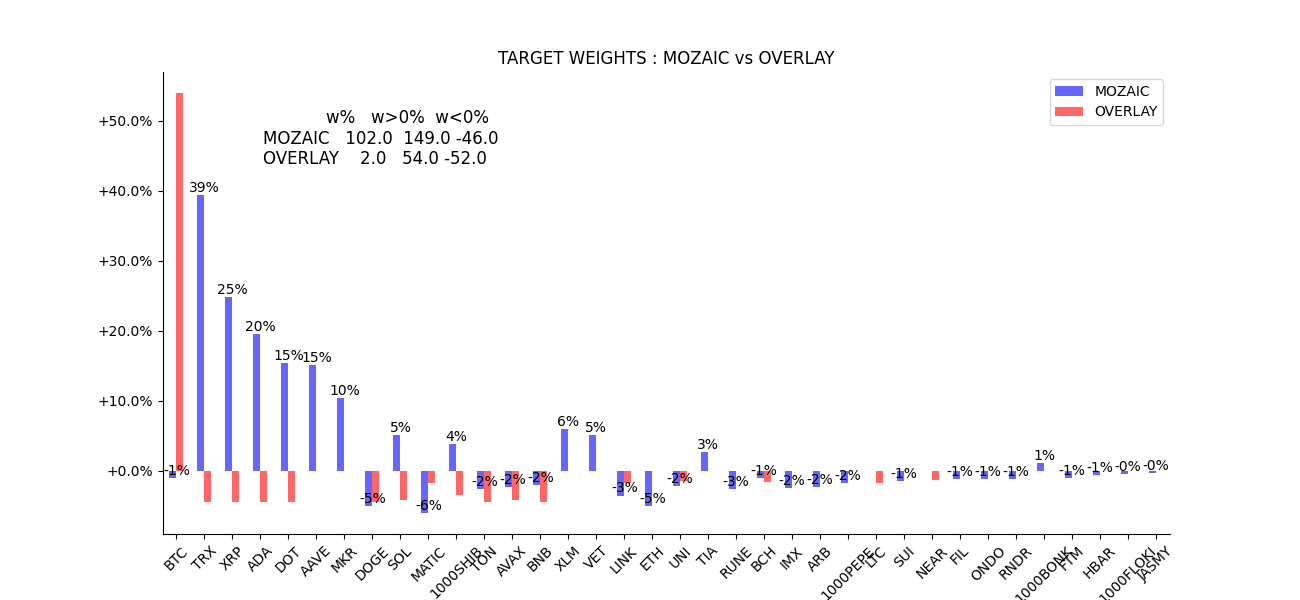 TARGET WEIGHTS : MOZAIC vs OVERLAY
MOZAIC
OVERLAY
w% w>0% w<0%
MOZAIC 102.0 149.0 -46.0
OVERLAY 2.0 54.0 -52.0
+50.0%
+40.0%
+30.0%
+20.0%
+10.0%
+0.0%
-1%
39%
25%
20%
15%
15%
10%
-5%
5%
-6%
4%
-2%
-2%
-2%
6%
5%
-3%
-5%
-2%
3%
-3%
-1%
-2%
-2%
-2%
-1%
-1%
-1%
-1%
1%
-1%
-1%
-0%
-0%
BTC
TRX
XRP
ADA
DOT
AAVE
MKR
DOGE
SOL
MATIC
1000SHIB
TON
AVAX
BNB
XLM
VET
LINK
ETH
UNI
TIA
RUNE
BCH
IMX
ARB
1000PEPE
LTC
SUI
NEAR
FIL
ONDO
RNDR
1000BONK
FTM
HBAR
1000FLOKI
JASMY